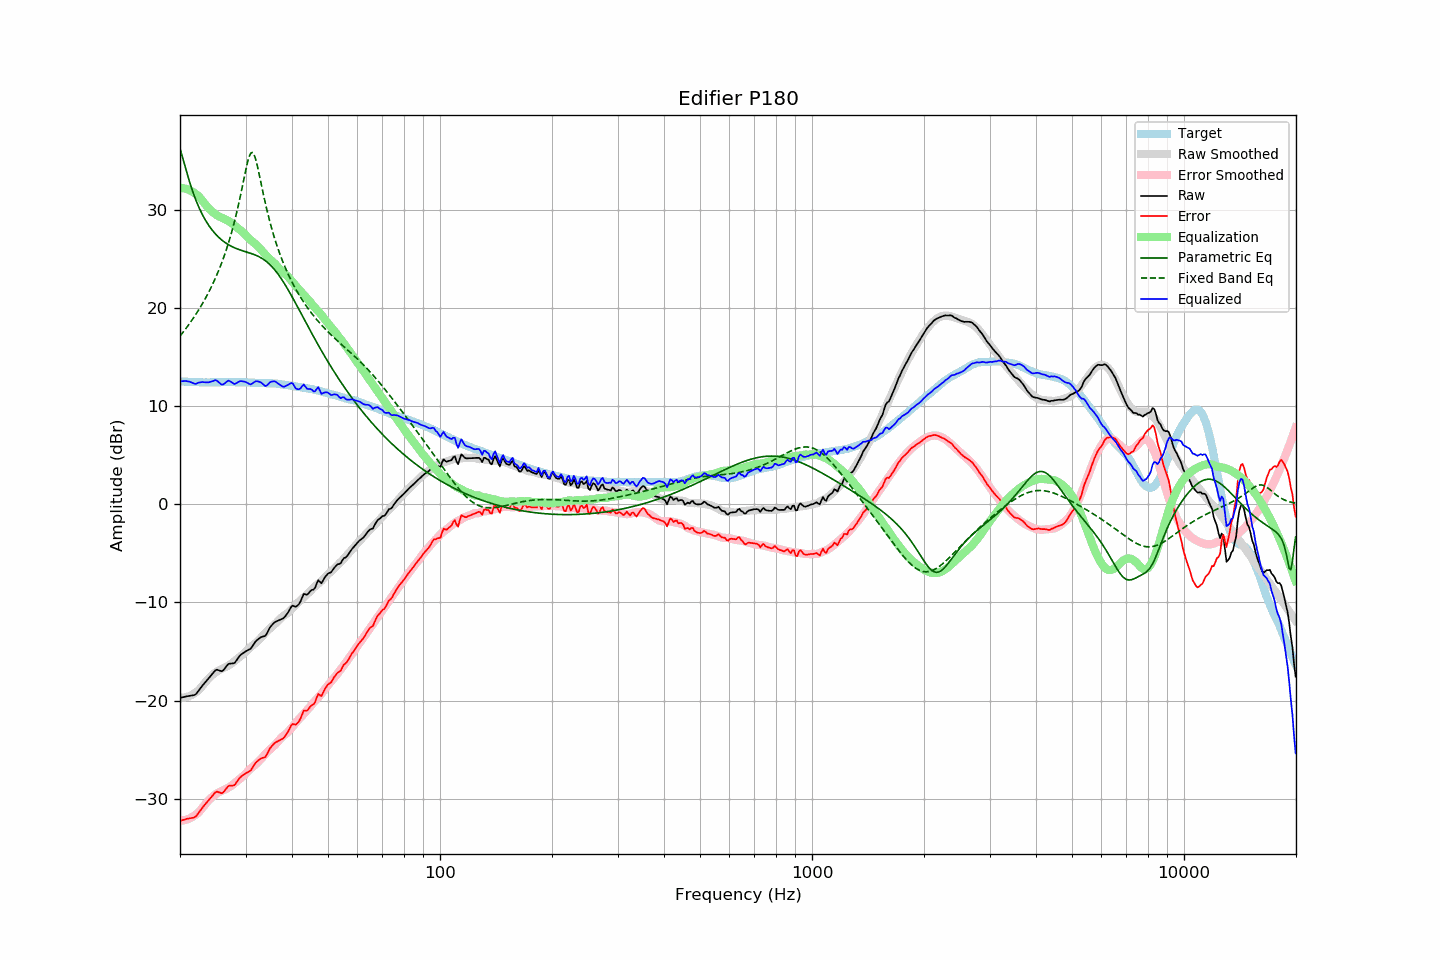 Edifier P180
Target
Raw Smoothed
Error Smoothed
Raw
Error
Equalization
Parametric Eq
Fixed Band Eq
Equalized
30
20
10
0
−10
−20
−30
Amplitude (dBr)
100
1000
10000
Frequency (Hz)